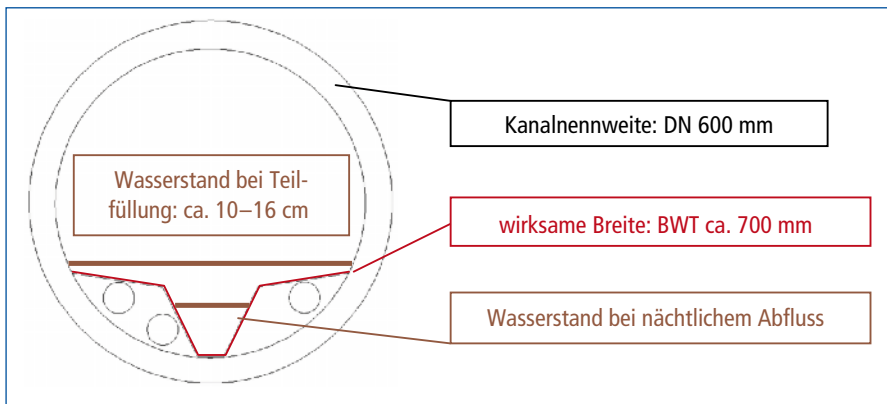 Kanalnennweite: DN 600 mm
Wasserstand bei Teil-
füllung: ca. 10–16 cm
wirksame Breite: BWT ca. 700 mm
Wasserstand bei nächtlichem Abfluss